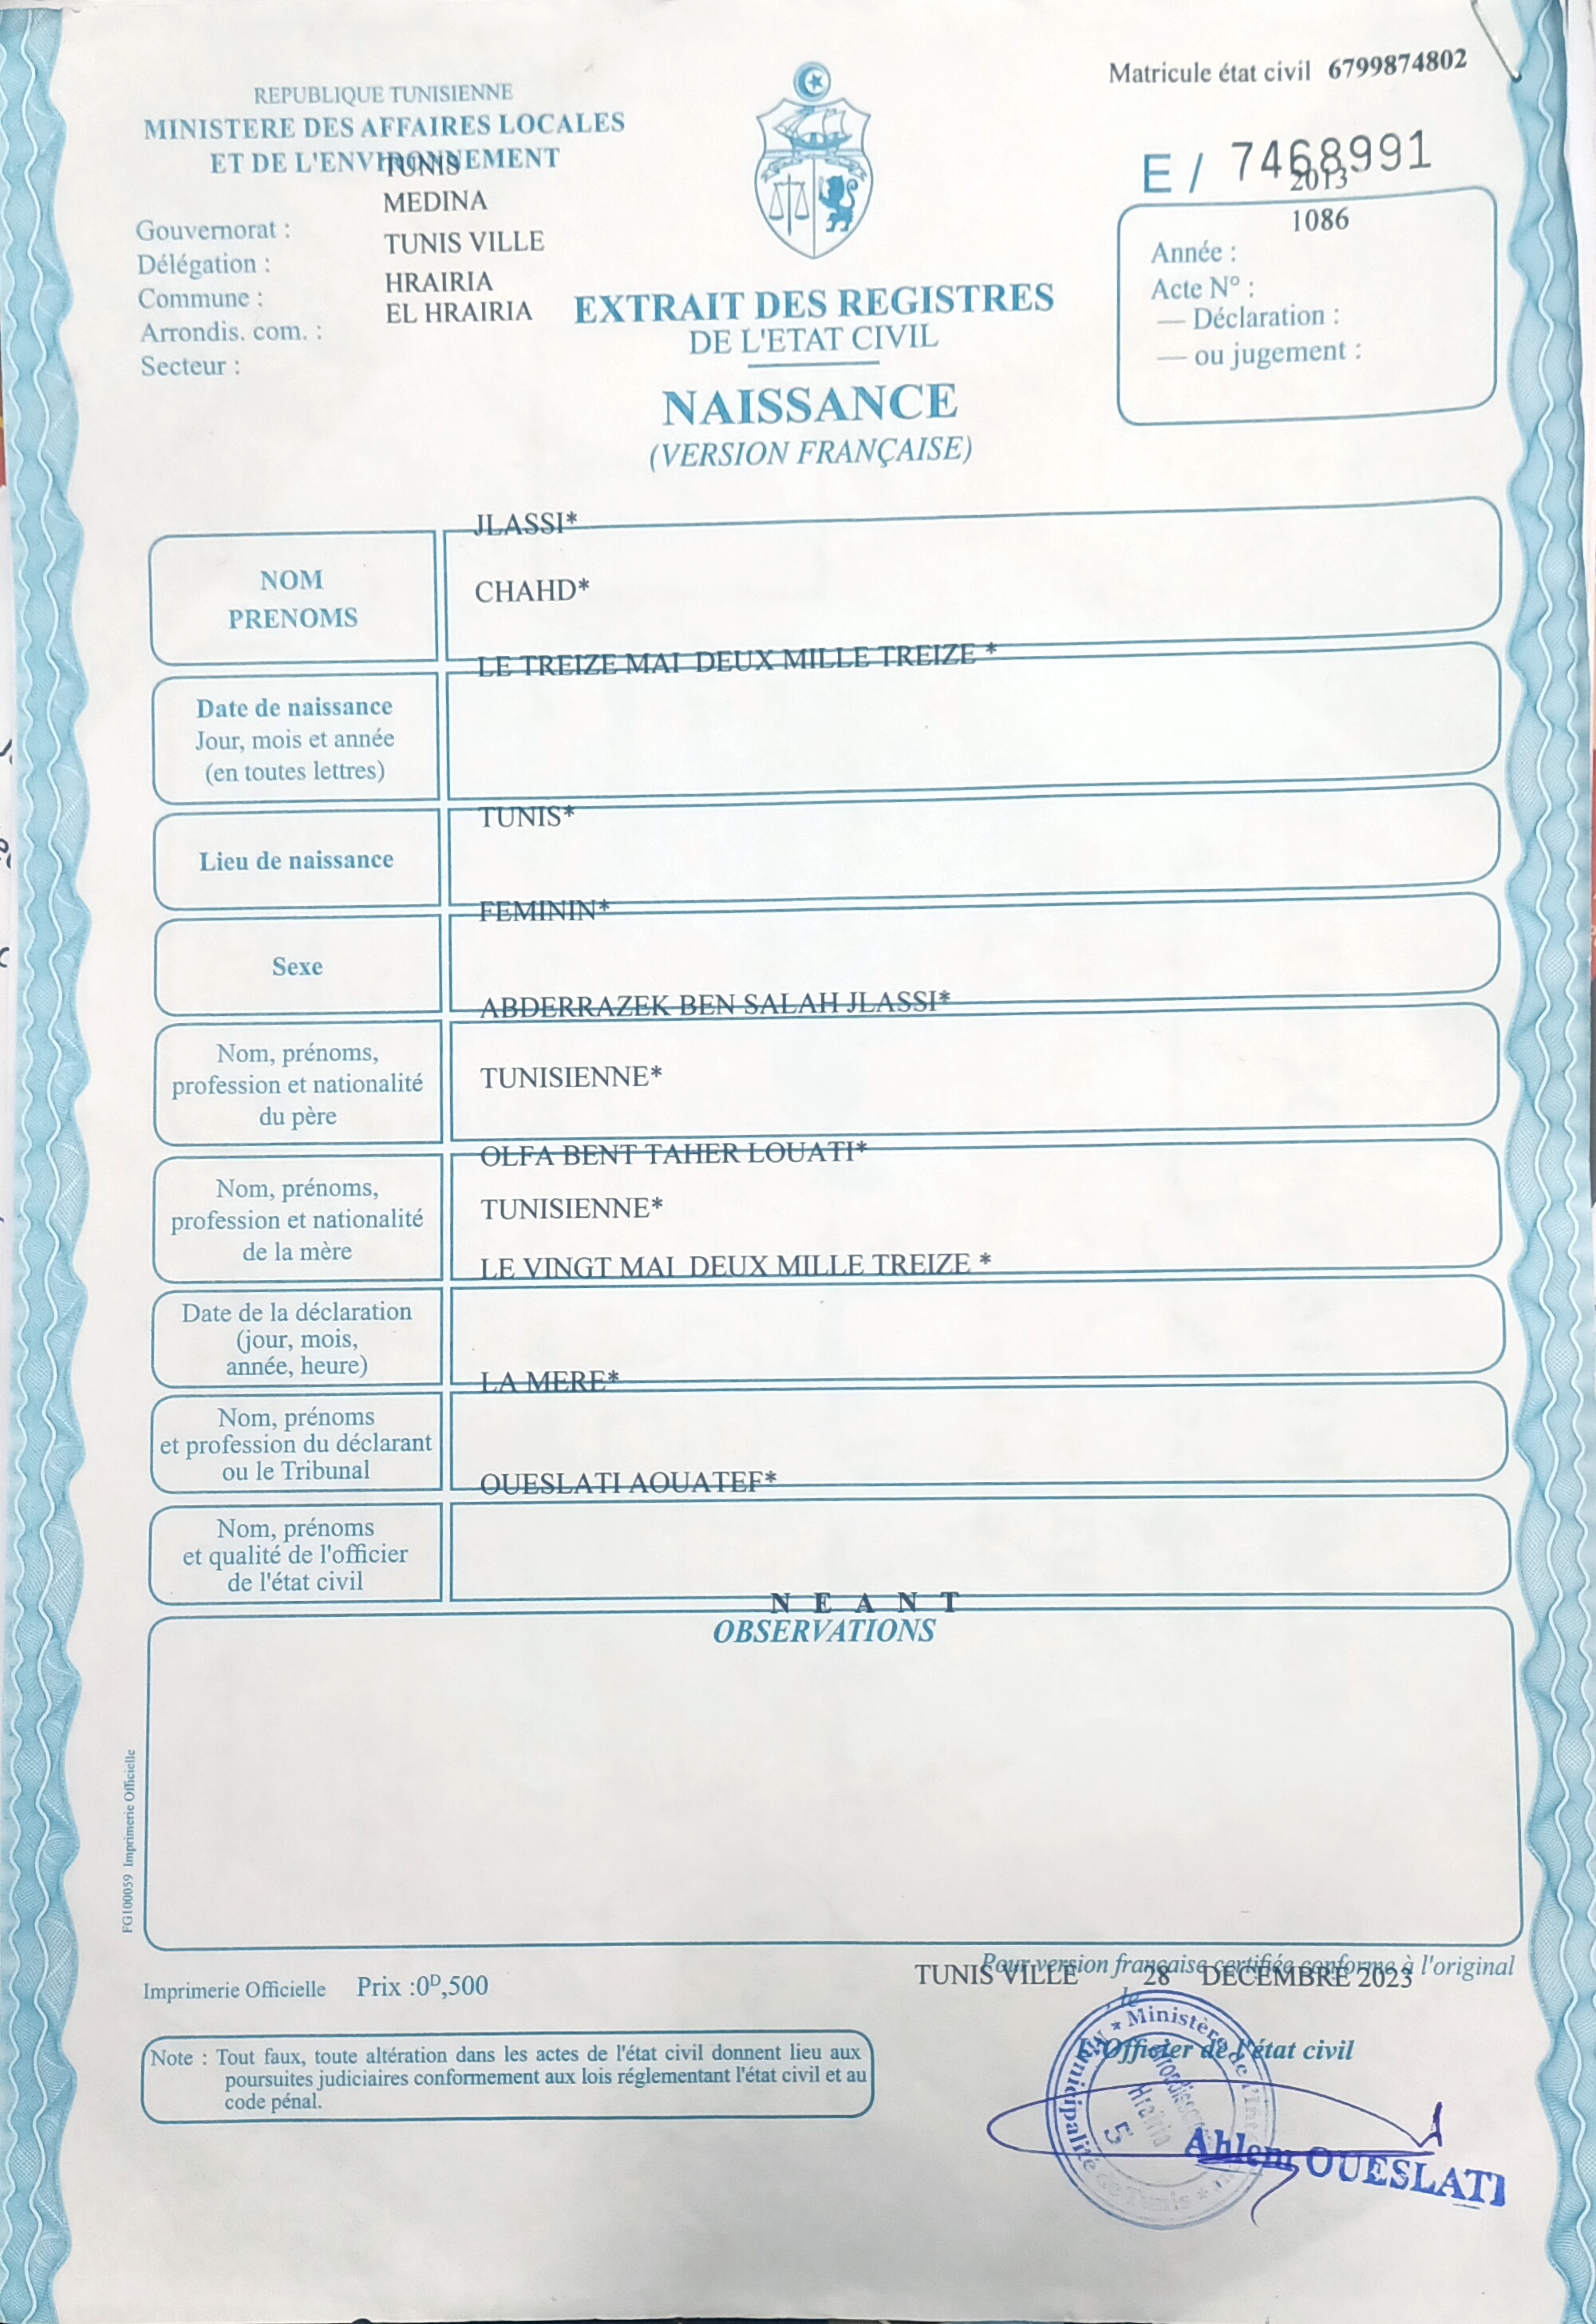 Matricule état civil 6799874802
REPUBLIQUE TUNISIENNE
MINISTERE DES AFFAIRES LOCALES
ET DE L'ENVIRONNEMENT
E / 7468991
TUNIS
MEDINA
TUNIS VILLE
HRAIRIA
EL HRAIRIA
Gouvernorat :
Délégation :
Commune :
Arrondis. com. :
Secteur :
2013
1086
Année :
Acte N° :
— Déclaration :
— ou jugement :
EXTRAIT DES REGISTRES
DE L'ETAT CIVIL
NAISSANCE
(VERSION FRANÇAISE)
NOM
PRENOMS
JLASSI*
CHAHD*
LE TREIZE MAI DEUX MILLE TREIZE *
Date de naissance
Jour, mois et année
(en toutes lettres)
TUNIS*
Lieu de naissance
FEMININ*
Sexe
ABDERRAZEK BEN SALAH JLASSI*
Nom, prénoms,
profession et nationalité
du père
TUNISIENNE*
OLFA BENT TAHER LOUATI*
Nom, prénoms,
profession et nationalité
de la mère
TUNISIENNE*
LE VINGT MAI DEUX MILLE TREIZE *
Date de la déclaration
(jour, mois,
année, heure)
LA MERE*
Nom, prénoms
et profession du déclarant
ou le Tribunal
OUESLATI AOUATEF*
Nom, prénoms
et qualité de l'officier
de l'état civil
N E A N T
OBSERVATIONS
FG100059 Imprimerie Officielle
Imprimerie Officielle Prix :0D,500
Pour version française certifiée conforme à l'original
TUNIS VILLE 28 DECEMBRE 2023
le
L'Officier de l'état civil
Note : Tout faux, toute altération dans les actes de l'état civil donnent lieu aux
poursuites judiciaires conformement aux lois réglementant l'état civil et au
code pénal.
* Ministère de l'
Municipalité de Tunis *
Hrairia
5
Ahlem OUESLATI